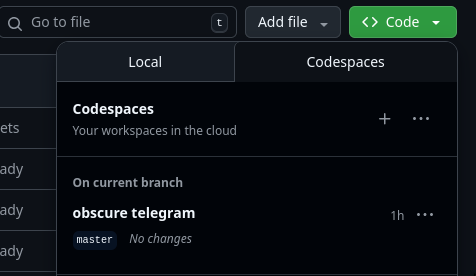 Go to file
t
Add file
Code
Local
Codespaces
Codespaces
Your workspaces in the cloud
ets
On current branch
ady
obscure telegram
1h
ady
master
No changes
ady